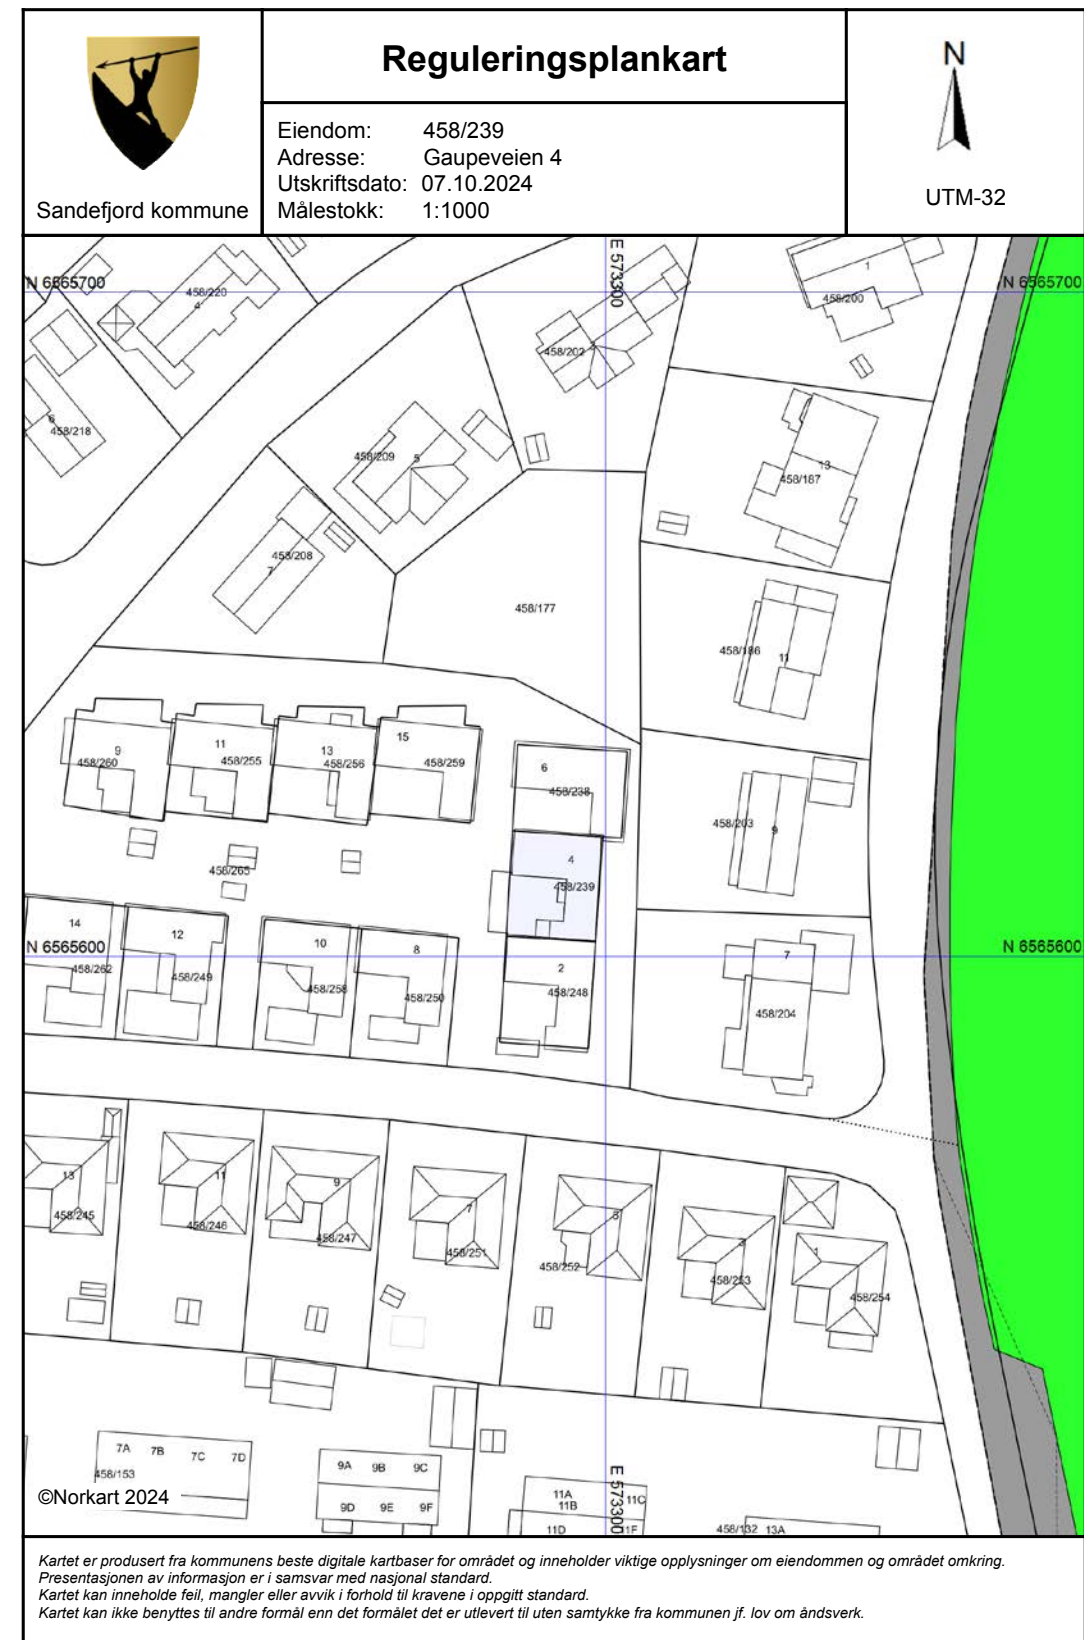 Reguleringsplankart
N
Eiendom: 458/239
Adresse: Gaupeveien 4
Utskriftsdato: 07.10.2024
Målestokk: 1:1000
Sandefjord kommune
UTM-32
N 6565700
E 573300
N 6565700
458/220
4
458/202
3
1
458/200
6
458/218
458/209
5
13
458/187
458/208
7
458/177
458/186
11
9
458/260
11
458/255
13
458/256
15
458/259
6
458/238
458/203
9
4
458/239
458/265
14
12
10
8
N 6565600
N 6565600
458/262
458/249
458/258
458/250
2
458/248
7
458/204
13
458/245
11
458/246
9
458/247
7
458/251
5
458/252
3
458/253
1
458/254
7A 7B 7C 7D
458/153
9A 9B 9C
9D 9E 9F
11A
11B
11C
11D
11F
E 573300
458/132 13A
©Norkart 2024
Kartet er produsert fra kommunens beste digitale kartbaser for området og inneholder viktige opplysninger om eiendommen og området omkring.
Presentasjonen av informasjon er i samsvar med nasjonal standard.
Kartet kan inneholde feil, mangler eller avvik i forhold til kravene i oppgitt standard.
Kartet kan ikke benyttes til andre formål enn det formålet det er utlevert til uten samtykke fra kommunen jf. lov om åndsverk.